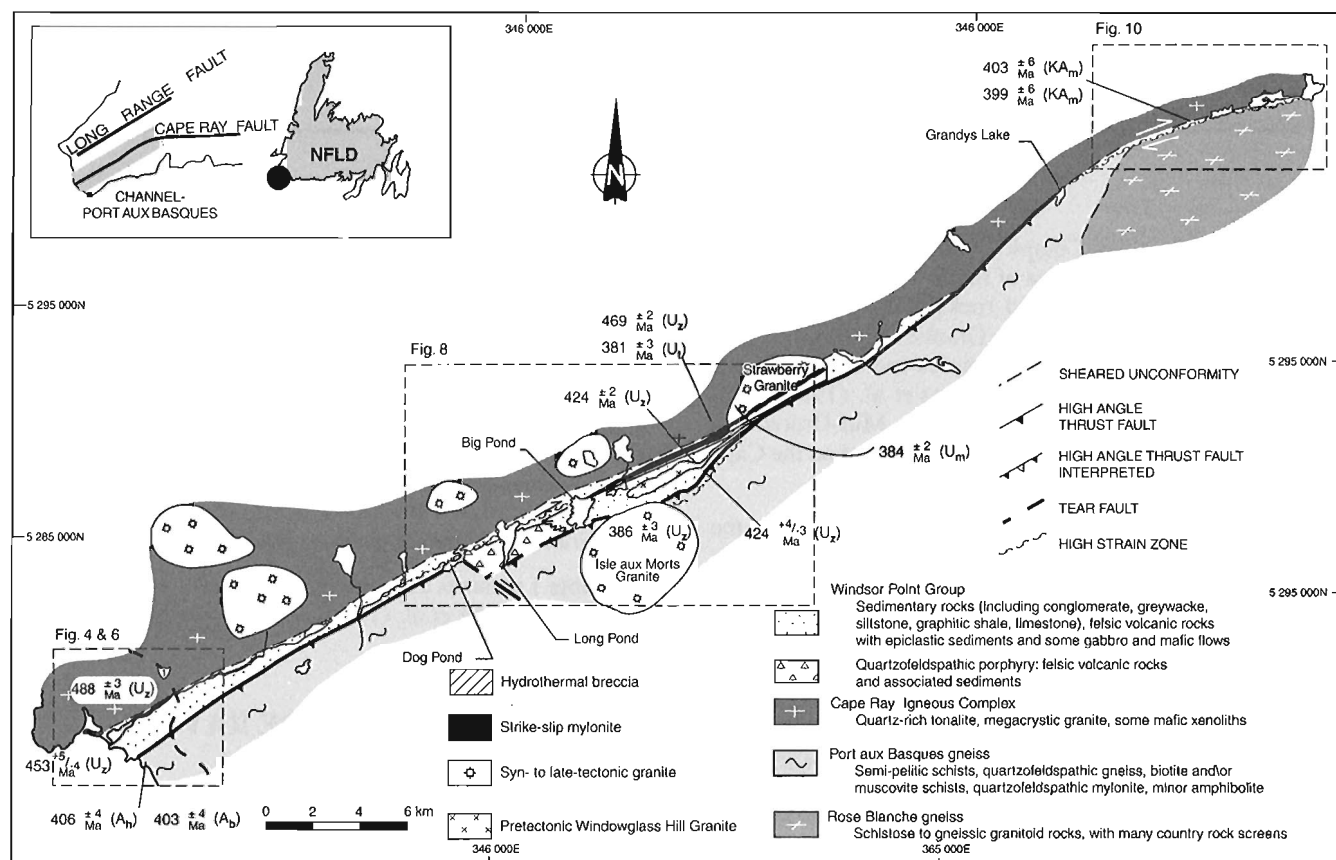 346 000E
346 000E
Fig. 10
LONG RANGE FAULT
CAPE RAY FAULT
NFLD
CHANNEL-
PORT AUX BASQUES
N
403 ±6 Ma (KAm)
399 ±6 Ma (KAm)
Grandys Lake
5 295 000N
469 ±2 Ma (Uz)
381 ±3 Ma (Ut)
Fig. 8
424 ±2 Ma (Uz)
Strawberry
Granite
5 295 000N
Big Pond
384 ±2 Ma (Um)
386 ±3 Ma (Uz)
424 +4/-3 Ma (Uz)
Isle aux Morts
Granite
5 285 000N
5 295 000N
Long Pond
Dog Pond
Fig. 4 & 6
488 ±3 Ma (Uz)
453 +5/-4 Ma (Uz)
406 ±4 Ma (Ah)
403 ±4 Ma (Ab)
0 2 4 6 km
346 000E
365 000E
SHEARED UNCONFORMITY
HIGH ANGLE
THRUST FAULT
HIGH ANGLE THRUST FAULT
INTERPRETED
TEAR FAULT
HIGH STRAIN ZONE
Hydrothermal breccia
Strike-slip mylonite
Syn- to late-tectonic granite
Pretectonic Windowglass Hill Granite
Windsor Point Group
Sedimentary rocks (Including conglomerate, greywacke,
siltstone, graphitic shale, limestone), felsic volcanic rocks
with epiclastic sediments and some gabbro and mafic flows
Quartzofeldspathic porphyry: felsic volcanic rocks
and associated sediments
Cape Ray Igneous Complex
Quartz-rich tonalite, megacrystic granite, some mafic xenoliths
Port aux Basques gneiss
Semi-pelitic schists, quartzofeldspathic gneiss, biotite and\or
muscovite schists, quartzofeldspathic mylonite, minor amphibolite
Rose Blanche gneiss
Schistose to gneissic granitoid rocks, with many country rock screens